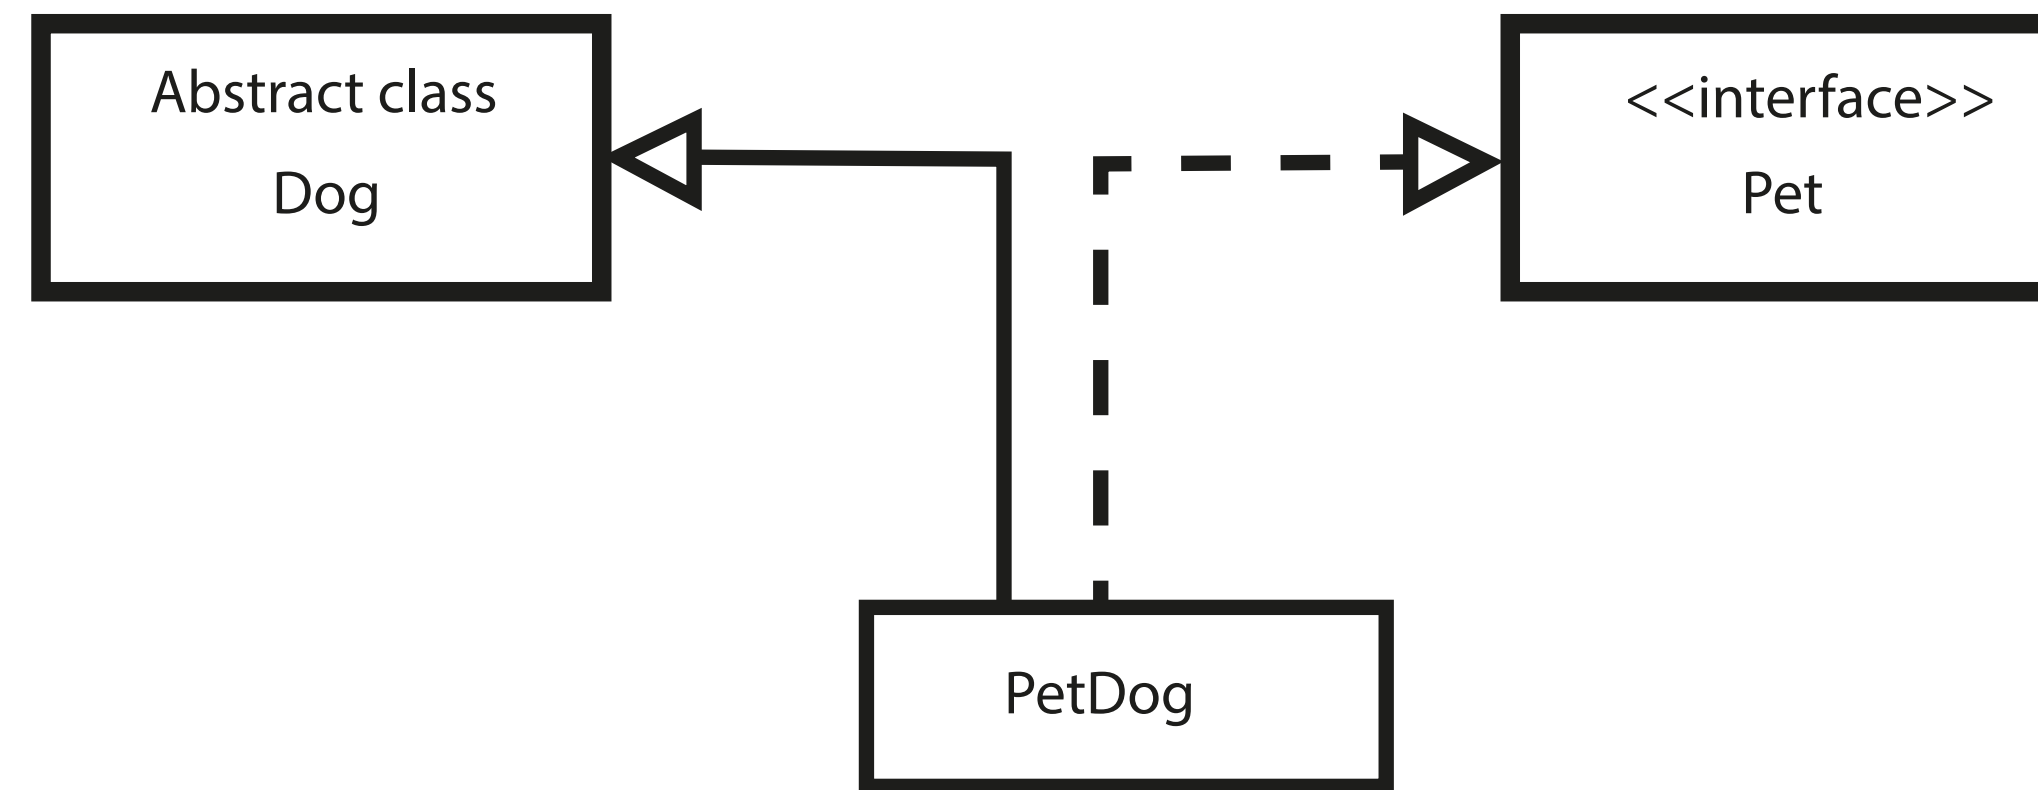 Abstract class
Dog
<<interface>>
Pet
PetDog